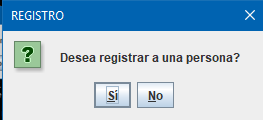 REGISTRO
Desea registrar a una persona?
Sí No